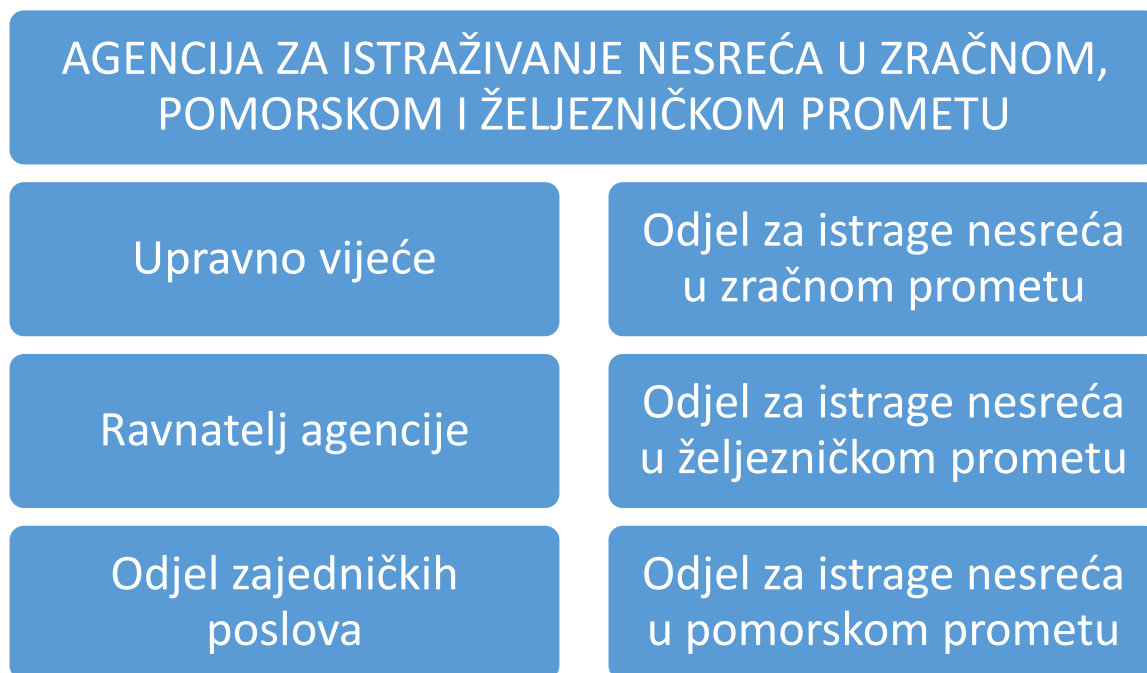 AGENCIJA ZA ISTRAŽIVANJE NESREĆA U ZRAČNOM,
POMORSKOM I ŽELJEZNIČKOM PROMETU
Upravno vijeće
Odjel za istrage nesreća
u zračnom prometu
Ravnatelj agencije
Odjel za istrage nesreća
u željezničkom prometu
Odjel zajedničkih
poslova
Odjel za istrage nesreća
u pomorskom prometu